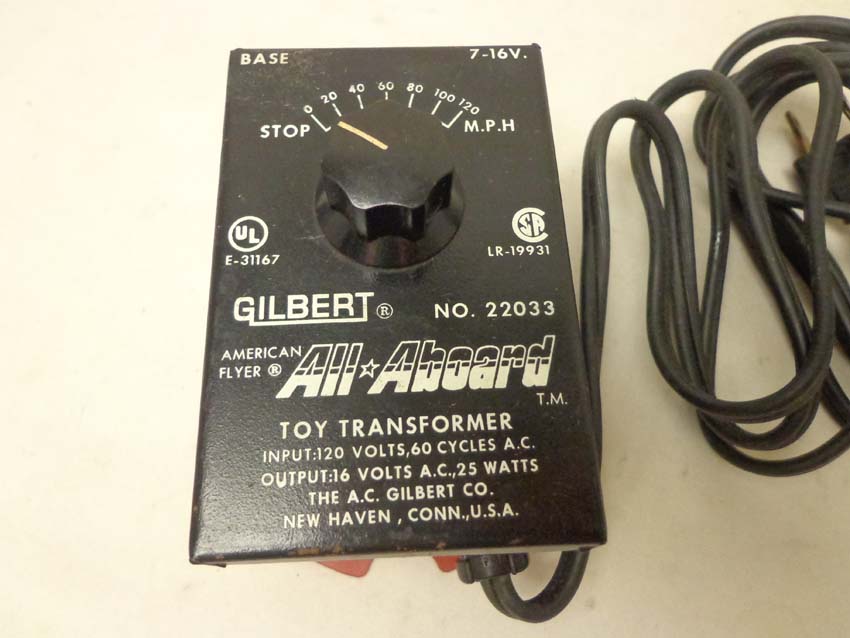 BASE 7-16V.
0 20 40 60 80 100 120
STOP M.P.H
UL SA
E-31167 LR-19931
GILBERT ® NO. 22033
AMERICAN FLYER ® All☆Aboard T.M.
TOY TRANSFORMER
INPUT:120 VOLTS,60 CYCLES A.C.
OUTPUT:16 VOLTS A.C.,25 WATTS
THE A.C. GILBERT CO.
NEW HAVEN , CONN.,U.S.A.